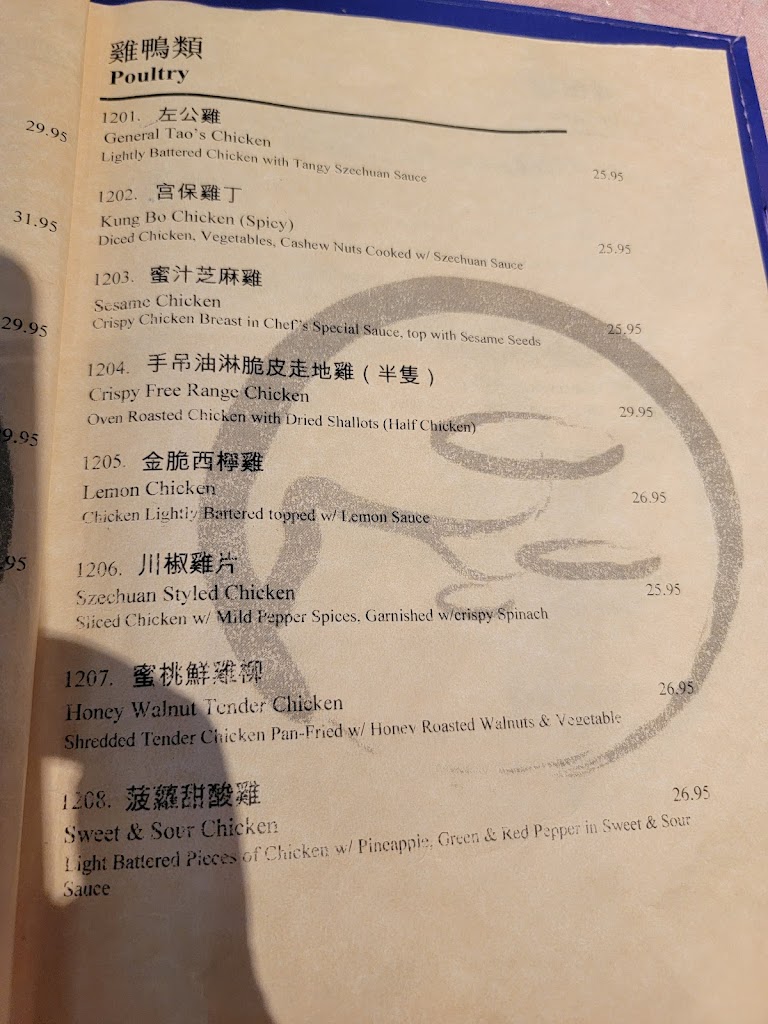 雞鴨類
Poultry
29.95
31.95
29.95
9.95
.95
1201. 左公雞
General Tao's Chicken
Lightly Battered Chicken with Tangy Szechuan Sauce 25.95
1202. 宮保雞丁
Kung Bo Chicken (Spicy)
Diced Chicken, Vegetables, Cashew Nuts Cooked w/ Szechuan Sauce 25.95
1203. 蜜汁芝麻雞
Sesame Chicken
Crispy Chicken Breast in Chef's Special Sauce, top with Sesame Seeds 25.95
1204. 手吊油淋脆皮走地雞（半隻）
Crispy Free Range Chicken
Oven Roasted Chicken with Dried Shallots (Half Chicken) 29.95
1205. 金脆西檸雞
Lemon Chicken
Chicken Lightly Battered topped w/ Lemon Sauce 26.95
1206. 川椒雞片
Szechuan Styled Chicken
Sliced Chicken w/ Mild Pepper Spices, Garnished w/crispy Spinach 25.95
1207. 蜜桃鮮雞柳
Honey Walnut Tender Chicken
Shredded Tender Chicken Pan-Fried w/ Honey Roasted Walnuts & Vegetable 26.95
1208. 菠蘿甜酸雞
Sweet & Sour Chicken 26.95
Light Battered Pieces of Chicken w/ Pineapple, Green & Red Pepper in Sweet & Sour
Sauce